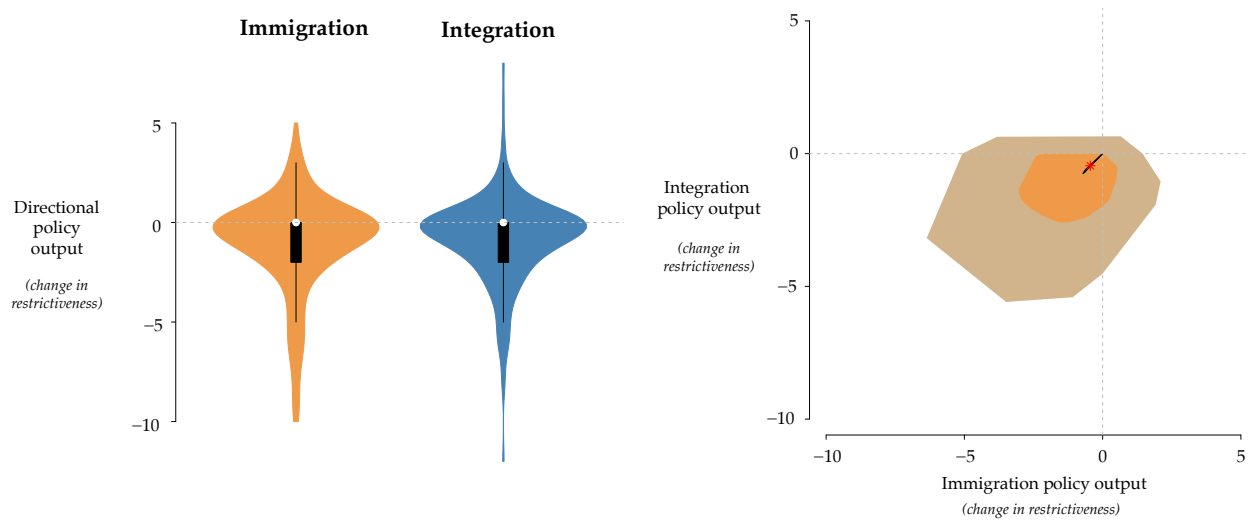 Immigration
Integration
Directional
policy
output
(change in
restrictiveness)
5
0
−5
−10
Integration
policy output
(change in
restrictiveness)
5
0
−5
−10
−10
−5
0
5
Immigration policy output
(change in restrictiveness)